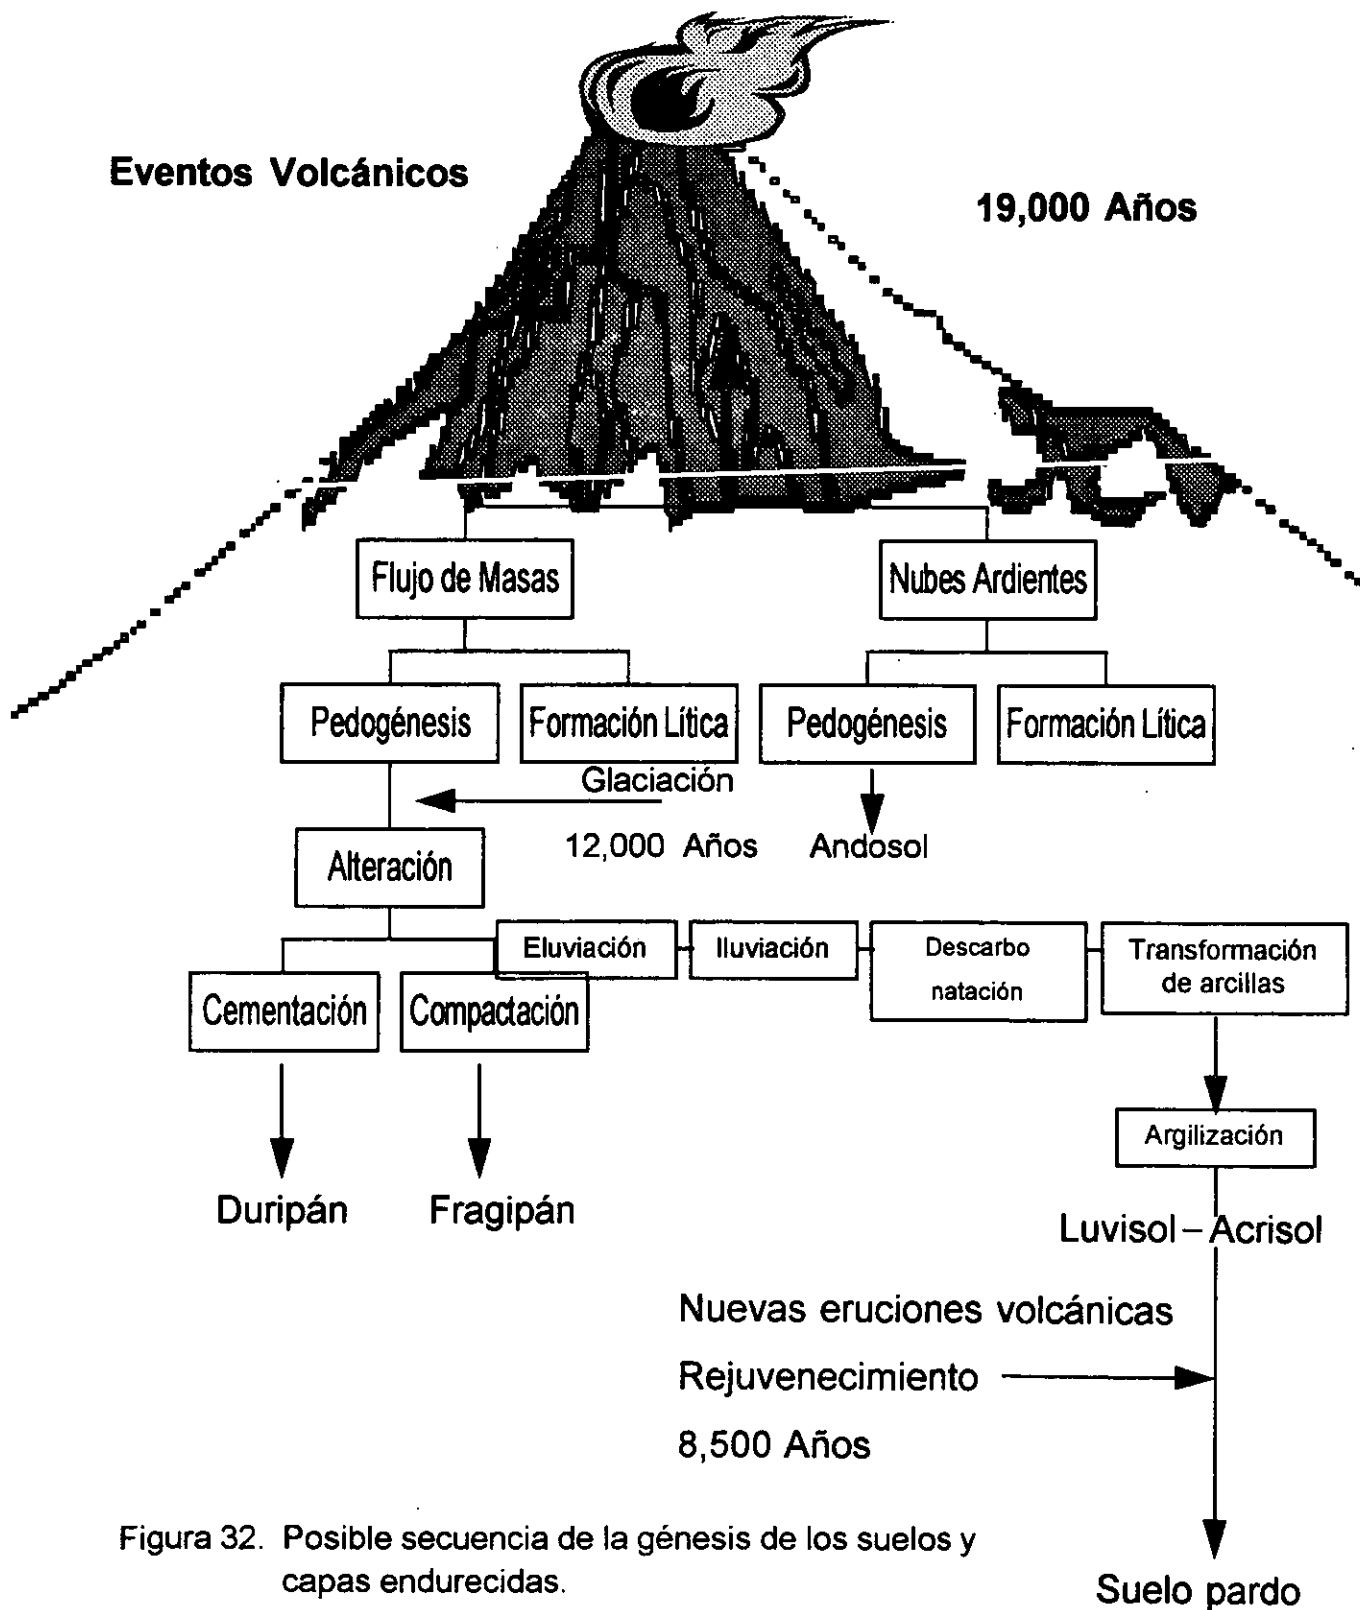 Eventos Volcánicos
19,000 Años
Flujo de Masas
Nubes Ardientes
Pedogénesis
Formación Lítica
Pedogénesis
Formación Lítica
Glaciación
12,000 Años
Andosol
Alteración
Eluviación
Iluviación
Descarbo
natación
Transformación
de arcillas
Cementación
Compactación
Argilización
Duripán
Fragipán
Luvisol – Acrisol
Nuevas eruciones volcánicas
Rejuvenecimiento
8,500 Años
Figura 32. Posible secuencia de la génesis de los suelos y
capas endurecidas.
Suelo pardo